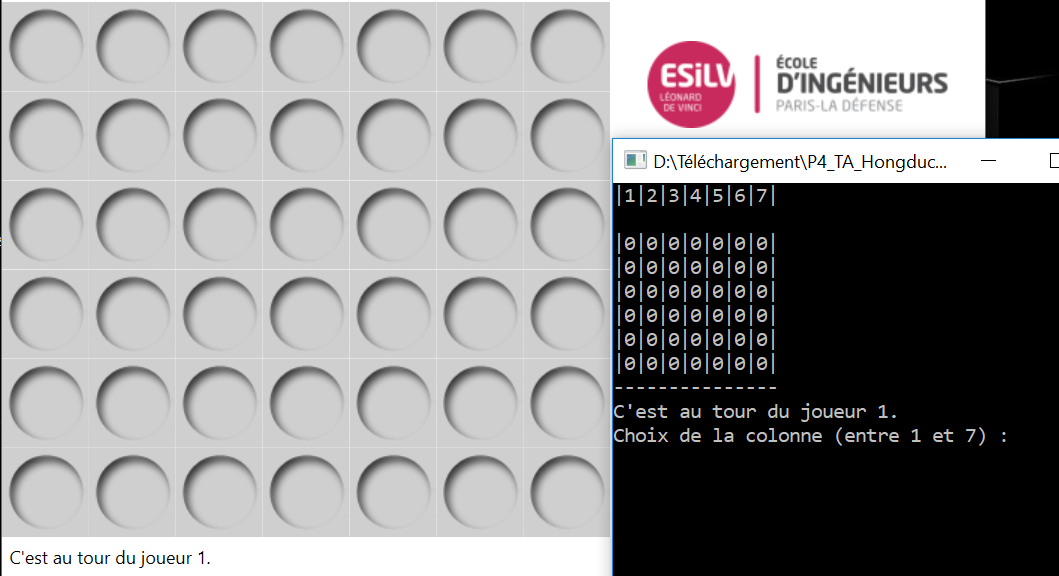 ESiLV
LÉONARD
DE VINCI
ÉCOLE
D'INGÉNIEURS
PARIS-LA DÉFENSE
D:\Téléchargement\P4_TA_Hongduc...
|1|2|3|4|5|6|7|
|0|0|0|0|0|0|0|
|0|0|0|0|0|0|0|
|0|0|0|0|0|0|0|
|0|0|0|0|0|0|0|
|0|0|0|0|0|0|0|
|0|0|0|0|0|0|0|
---------------
C'est au tour du joueur 1.
Choix de la colonne (entre 1 et 7) :
C'est au tour du joueur 1.